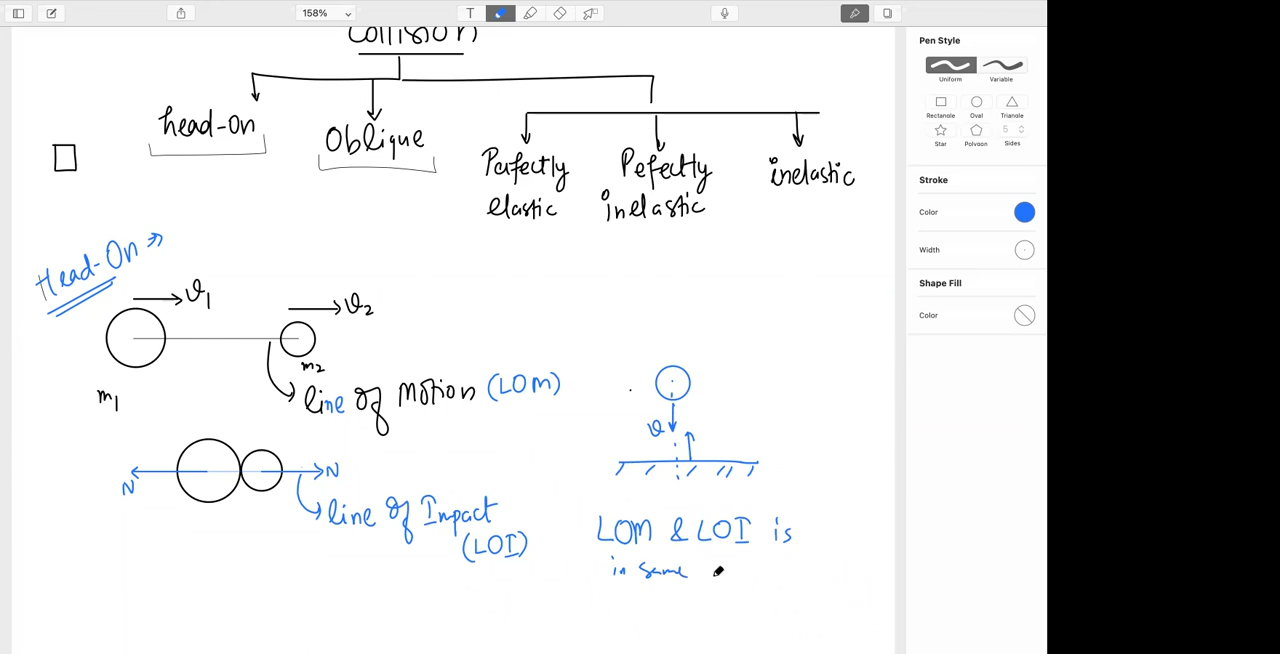 158%
T
Collision
head-On
Oblique
Perfectly
elastic
Pefectly
inelastic
inelastic
Head-On
v1
v2
m1
m2
line of Motion (LOM)
N
N
line of Impact
(LOI)
v
LOM & LOI is
in same
Pen Style
Uniform
Variable
Rectangle
Oval
Triangle
Star
Polygon
5
Sides
Stroke
Color
Width
Shape Fill
Color